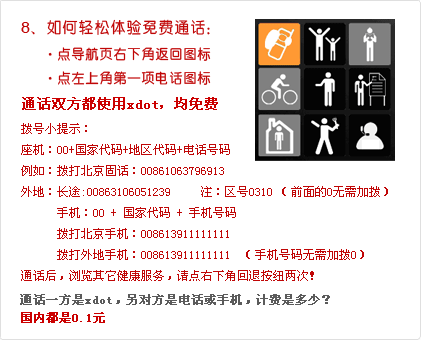 8、如何轻松体验免费通话:
·点导航页右下角返回图标
·点左上角第一项电话图标
通话双方都使用xdot，均免费
拨号小提示：
座机：00+国家代码+地区代码+电话号码
例如：拨打北京固话：00861063796913
外地：长途:00863106051239 注：区号0310（前面的0无需加拨）
手机：00 + 国家代码 + 手机号码
拨打北京手机：008613911111111
拨打外地手机：008613911111111 （手机号码无需加拨0）
通话后，浏览其它健康服务，请点右下角回退按纽两次！
通话一方是xdot，另对方是电话或手机，计费是多少？
国内都是0.1元